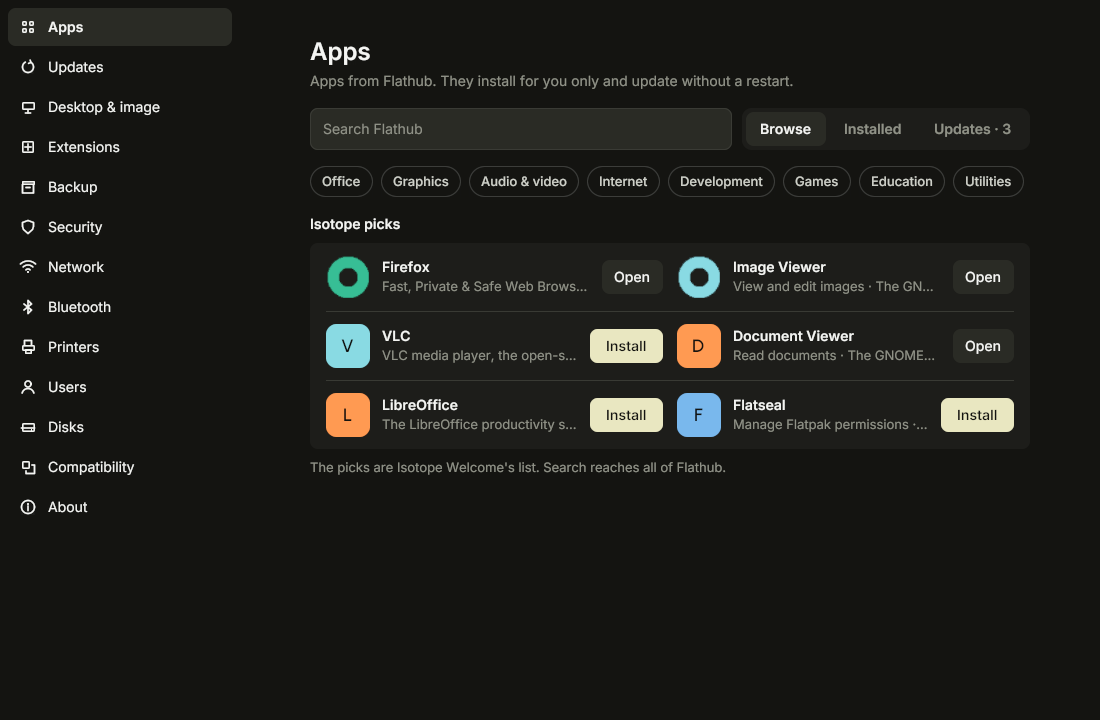 Apps
Updates
Desktop & image
Extensions
Backup
Security
Network
Bluetooth
Printers
Users
Disks
Compatibility
About
Apps
Apps from Flathub. They install for you only and update without a restart.
Search Flathub
Browse
Installed
Updates · 3
Office
Graphics
Audio & video
Internet
Development
Games
Education
Utilities
Isotope picks
Firefox
Fast, Private & Safe Web Brows...
Open
Image Viewer
View and edit images · The GN...
Open
V
VLC
VLC media player, the open-s...
Install
D
Document Viewer
Read documents · The GNOME...
Open
L
LibreOffice
The LibreOffice productivity s...
Install
F
Flatseal
Manage Flatpak permissions ·...
Install
The picks are Isotope Welcome's list. Search reaches all of Flathub.